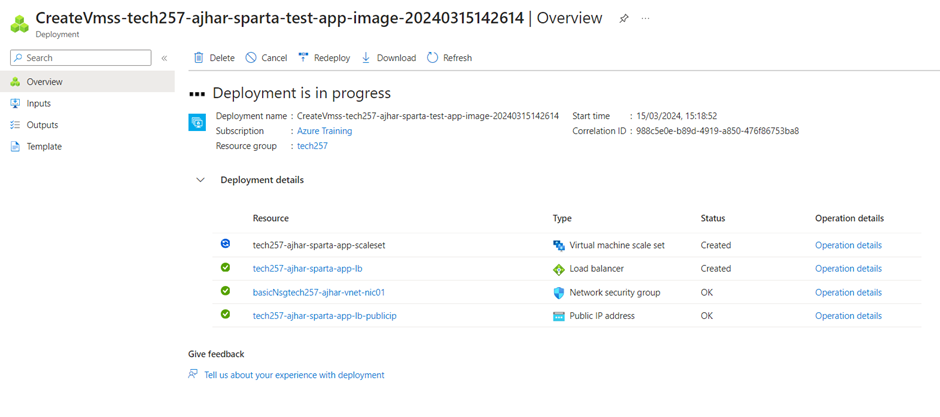 CreateVmss-tech257-ajhar-sparta-test-app-image-20240315142614 | Overview
Deployment
Search
Delete Cancel Redeploy Download Refresh
Overview
Inputs
Outputs
Template
Deployment is in progress
Deployment name : CreateVmss-tech257-ajhar-sparta-test-app-image-20240315142614 Start time : 15/03/2024, 15:18:52
Subscription : Azure Training Correlation ID : 988c5e0e-b89d-4919-a850-476f86753ba8
Resource group : tech257
Deployment details
Resource Type Status Operation details
tech257-ajhar-sparta-app-scaleset Virtual machine scale set Created Operation details
tech257-ajhar-sparta-app-lb Load balancer Created Operation details
basicNsgtech257-ajhar-vnet-nic01 Network security group OK Operation details
tech257-ajhar-sparta-app-lb-publicip Public IP address OK Operation details
Give feedback
Tell us about your experience with deployment